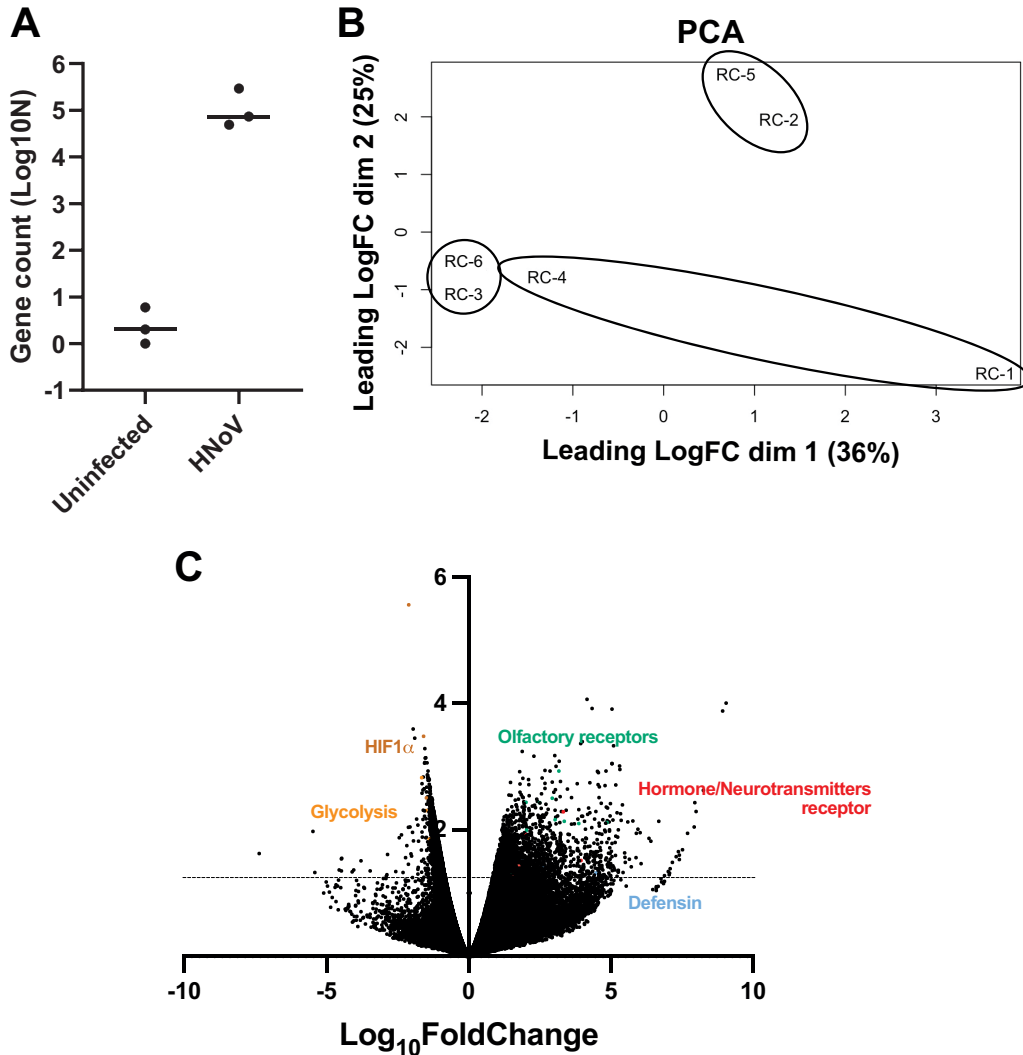 A
Gene count (Log10N)
6
5
4
3
2
1
0
-1
Uninfected
HNoV
B
PCA
Leading LogFC dim 2 (25%)
2
0
-1
-2
RC-5
RC-2
RC-6
RC-4
RC-3
RC-1
-2
-1
0
1
2
3
Leading LogFC dim 1 (36%)
C
6
4
2
HIF1α
Olfactory receptors
Glycolysis
Hormone/Neurotransmitters
receptor
Defensin
-10
-5
0
5
10
Log10FoldChange